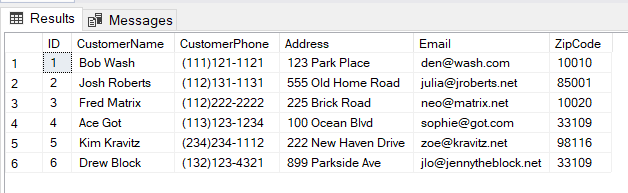 Results Messages
ID CustomerName CustomerPhone Address Email ZipCode
1 1 Bob Wash (111)121-1121 123 Park Place den@wash.com 10010
2 2 Josh Roberts (112)131-1131 555 Old Home Road julia@jroberts.net 85001
3 3 Fred Matrix (112)222-2222 225 Brick Road neo@matrix.net 10020
4 4 Ace Got (113)123-1234 100 Ocean Blvd sophie@got.com 33109
5 5 Kim Kravitz (234)234-1112 222 New Haven Drive zoe@kravitz.net 98116
6 6 Drew Block (132)123-4321 899 Parkside Ave jlo@jennytheblock.net 33109